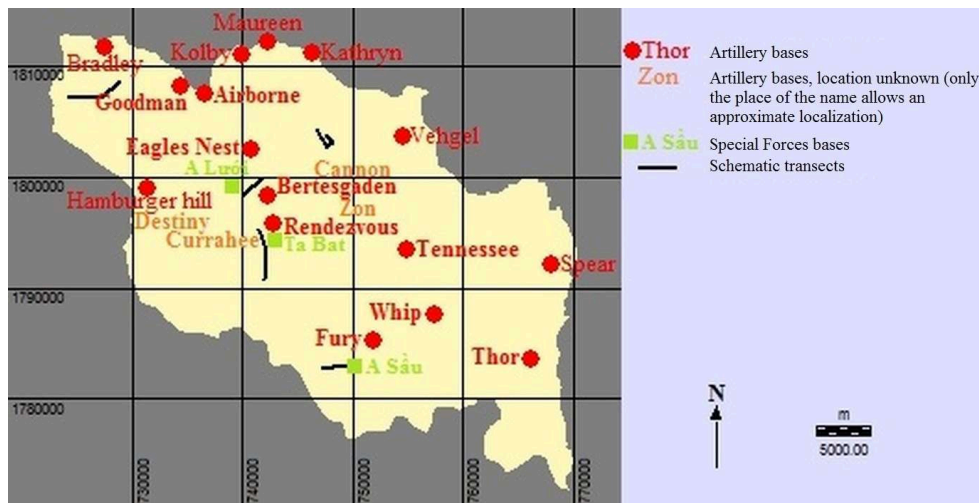 Maureen
Kolby
Kathryn
Bradley
1810000
Goodman
Airborne
Vehgel
Eagles Nest
Cannon
A Lưới
1800000
Bertesgaden
Hamburger hill
Zon
Destiny
Rendezvous
Currahee
Ta Bat
Tennessee
Spear
1790000
Whip
Fury
Thor
A Sầu
1780000
730000
740000
750000
760000
770000
Thor
Artillery bases
Zon
Artillery bases, location unknown (only
the place of the name allows an
approximate localization)
A Sầu
Special Forces bases
Schematic transects
N
m
5000.00